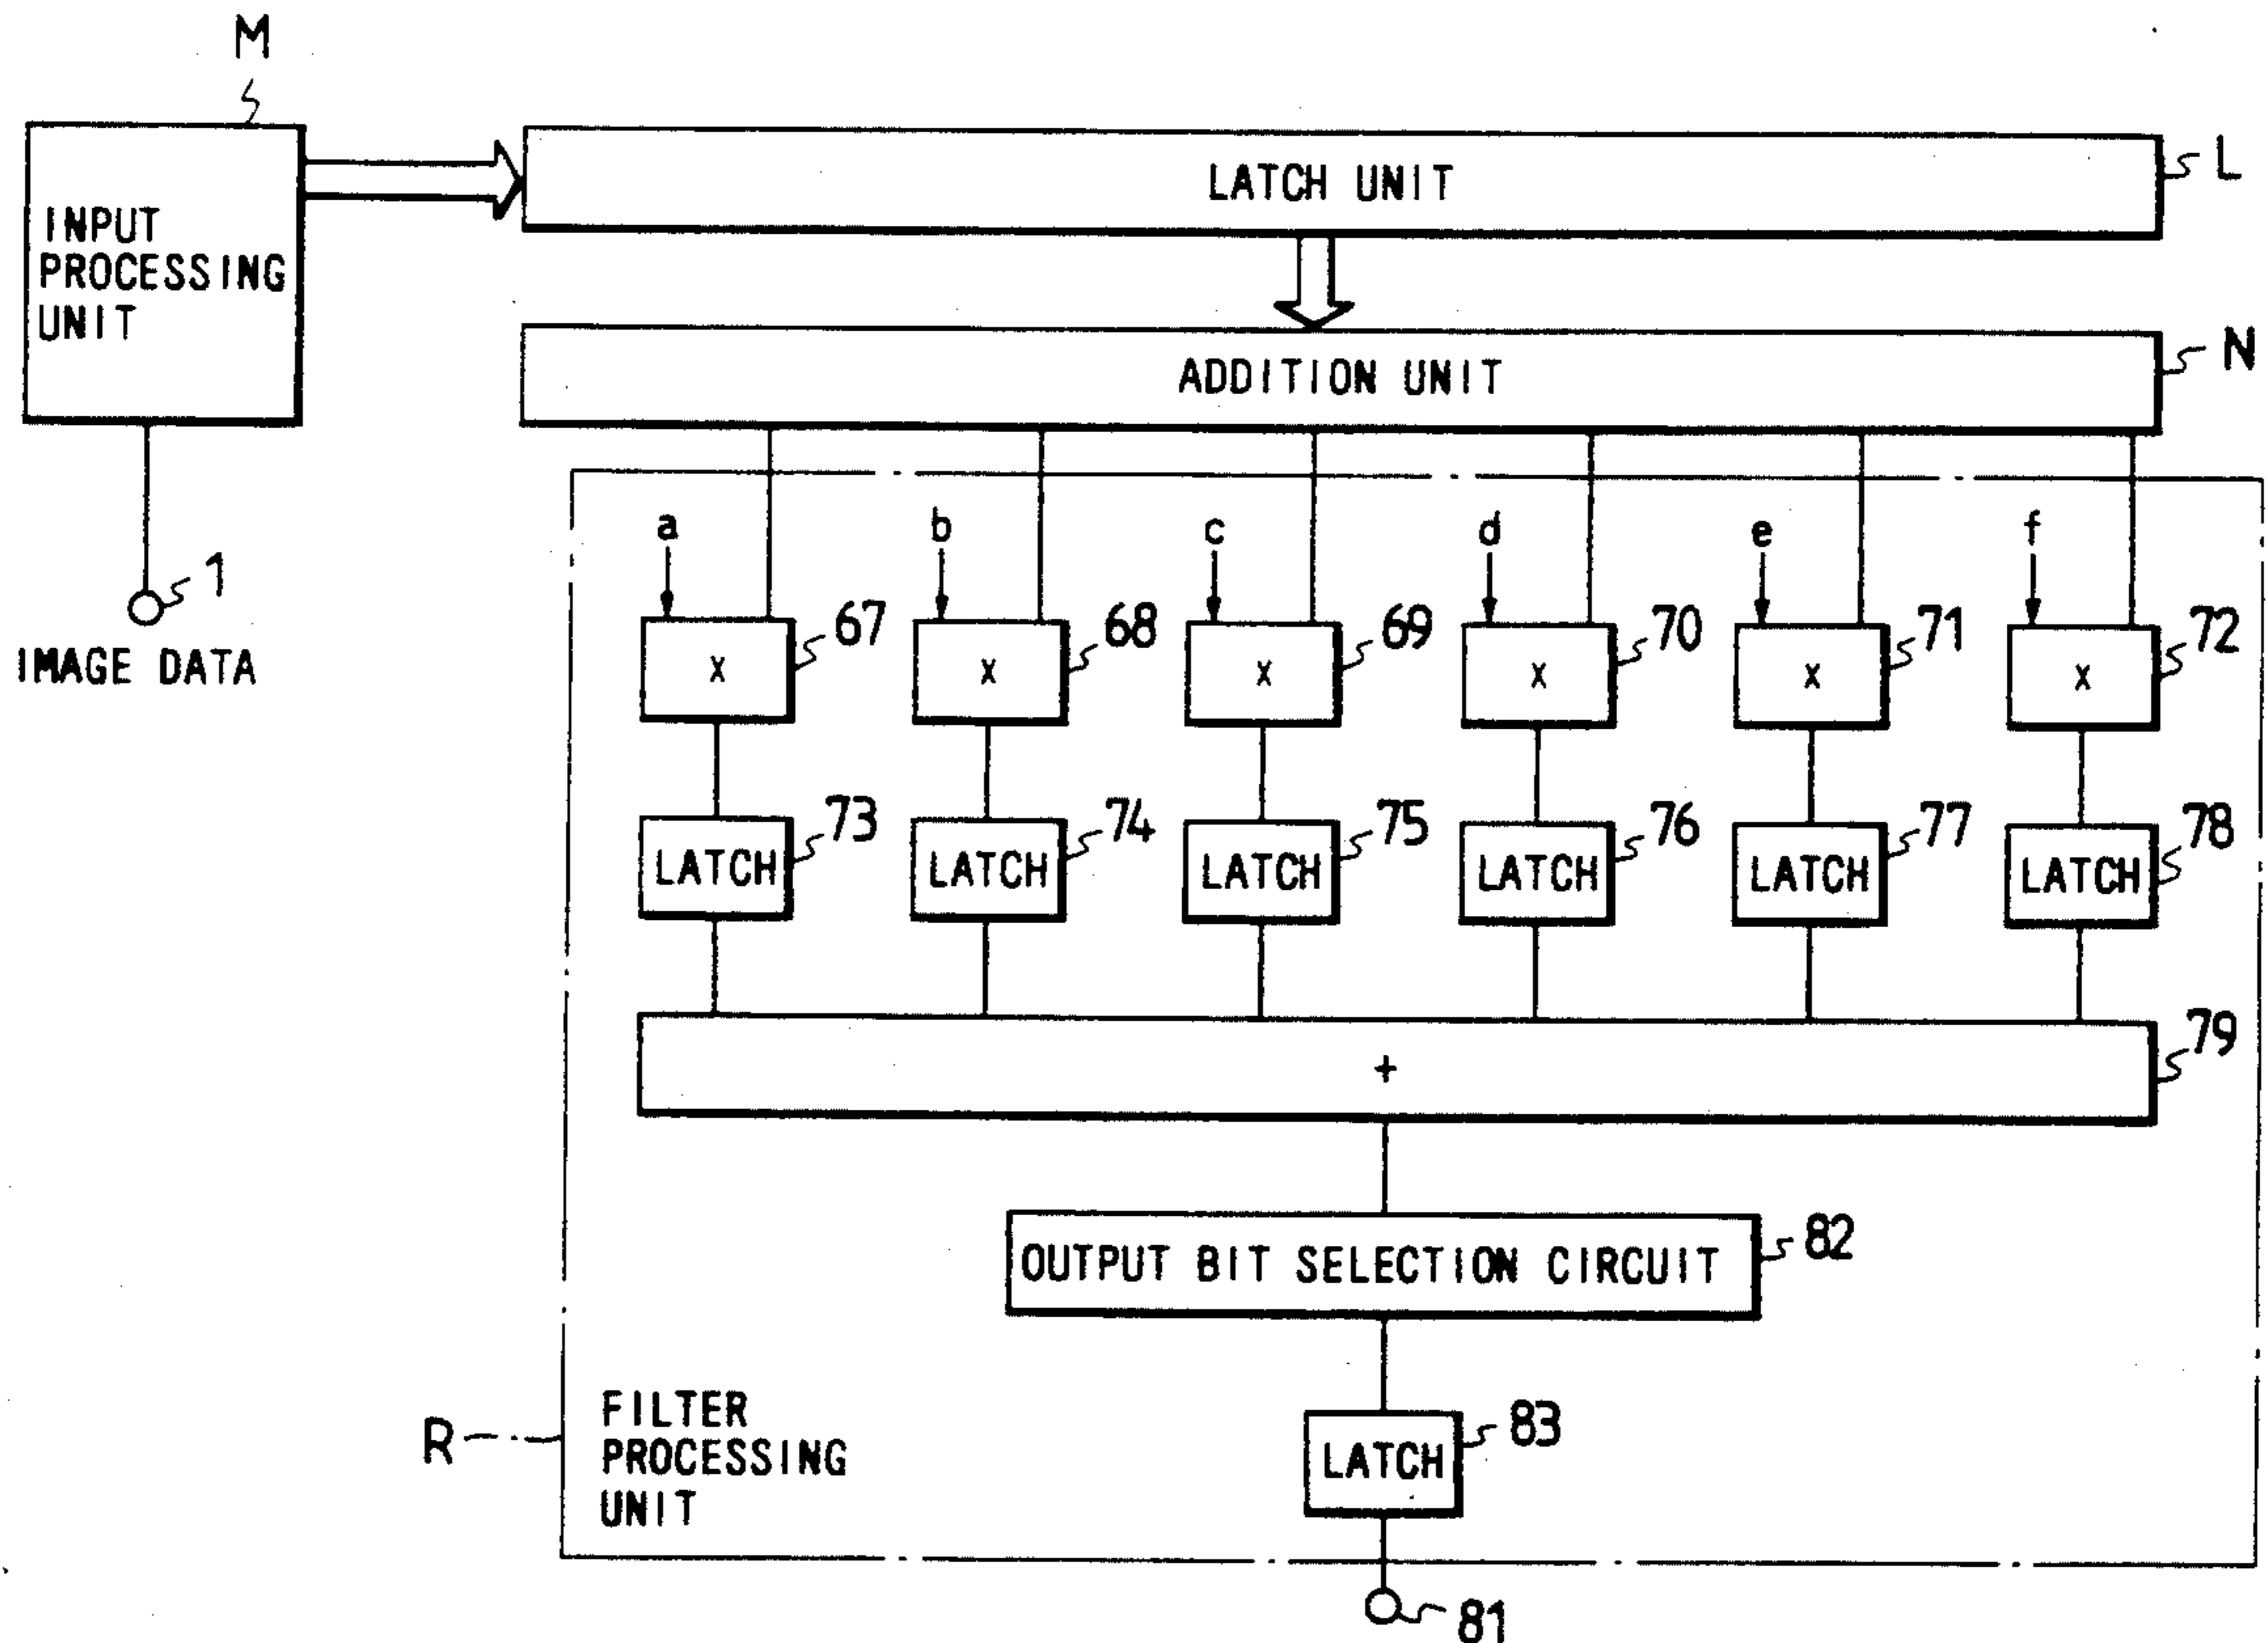 M
INPUT
PROCESSING
UNIT
LATCH UNIT
L
ADDITION UNIT
N
1
IMAGE DATA
a b c d e f
x 67 x 68 x 69 x 70 x 71 x 72
LATCH 73 LATCH 74 LATCH 75 LATCH 76 LATCH 77 LATCH 78
+ 79
OUTPUT BIT SELECTION CIRCUIT 82
R
FILTER
PROCESSING
UNIT
LATCH 83
81